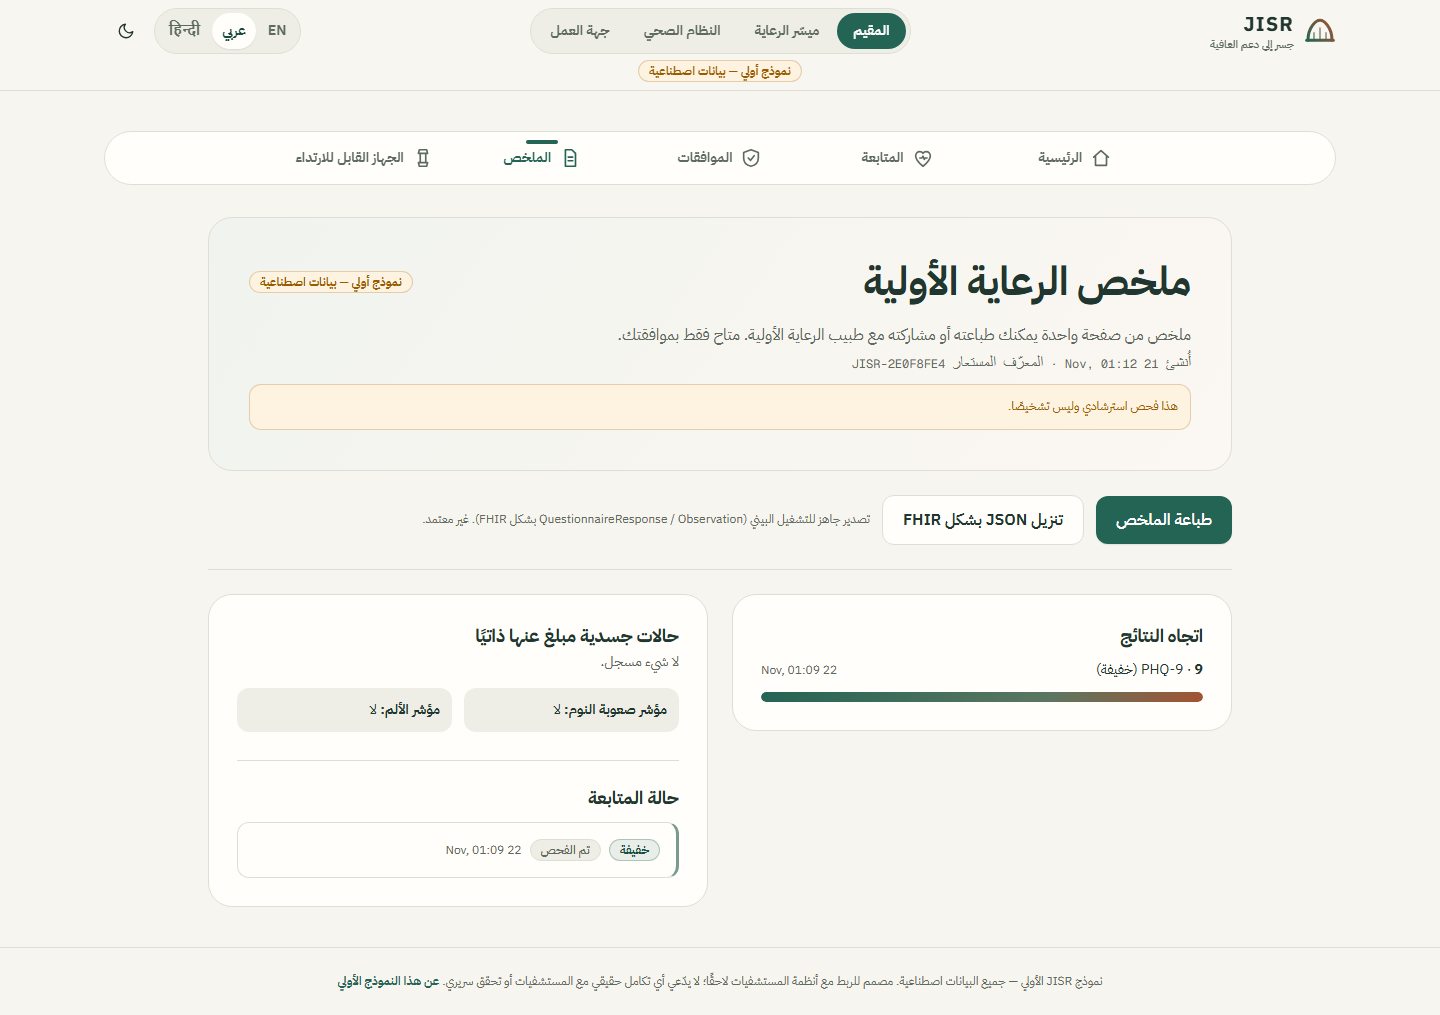 JISR
جسر إلى دعم العافية
المقيم
ميسّر الرعاية
النظام الصحي
جهة العمل
EN
عربي
हिन्दी
نموذج أولي — بيانات اصطناعية
الرئيسية
المتابعة
الموافقات
الملخص
الجهاز القابل للارتداء
ملخص الرعاية الأولية
نموذج أولي — بيانات اصطناعية
ملخص من صفحة واحدة يمكنك طباعته أو مشاركته مع طبيب الرعاية الأولية. متاح فقط بموافقتك.
أُنشئ 21 Nov, 01:12 · المعرّف المستعار JISR-2E0F8FE4
هذا فحص استرشادي وليس تشخيصًا.
طباعة الملخص
تنزيل JSON بشكل FHIR
تصدير جاهز للتشغيل البيني (QuestionnaireResponse / Observation بشكل FHIR). غير معتمد.
اتجاه النتائج
PHQ-9 · 9 (خفيفة)
22 Nov, 01:09
حالات جسدية مبلغ عنها ذاتيًا
لا شيء مسجل.
مؤشر صعوبة النوم: لا
مؤشر الألم: لا
حالة المتابعة
خفيفة
تم الفحص
22 Nov, 01:09
نموذج JISR الأولي — جميع البيانات اصطناعية. مصمم للربط مع أنظمة المستشفيات لاحقًا؛ لا يدّعي أي تكامل حقيقي مع المستشفيات أو تحقق سريري. عن هذا النموذج الأولي